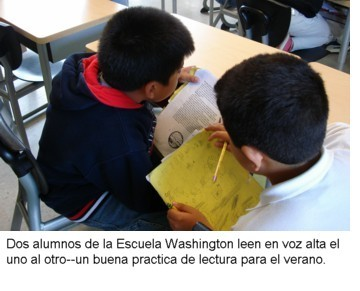 Dos alumnos de la Escuela Washington leen en voz alta el
uno al otro--un buena practica de lectura para el verano.